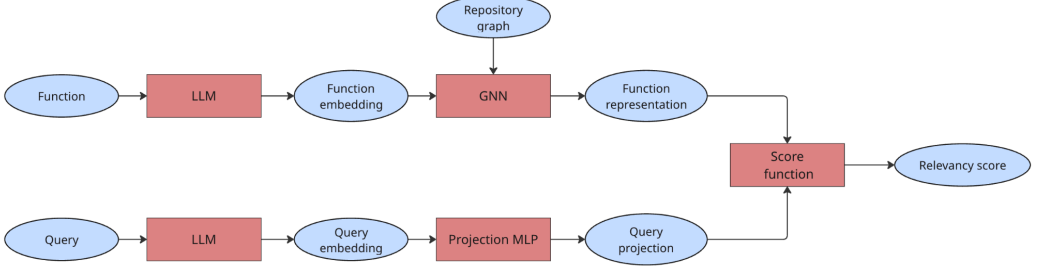 Repository
graph
Function
LLM
Function
embedding
GNN
Function
representation
Score
function
Relevancy score
Query
LLM
Query
embedding
Projection MLP
Query
projection